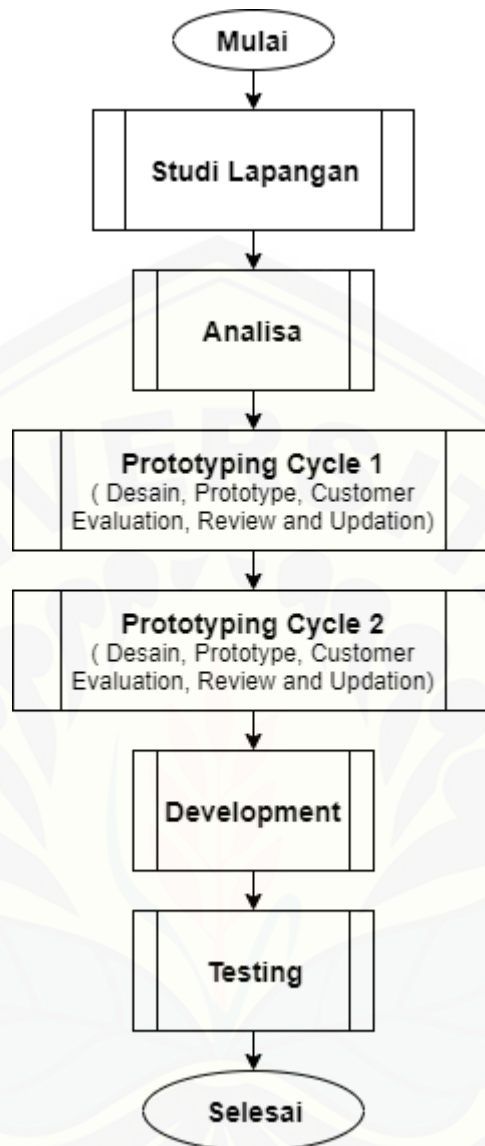 Mulai
Studi Lapangan
Analisa
Prototyping Cycle 1
( Desain, Prototype, Customer
Evaluation, Review and Updation)
Prototyping Cycle 2
( Desain, Prototype, Customer
Evaluation, Review and Updation)
Development
Testing
Selesai